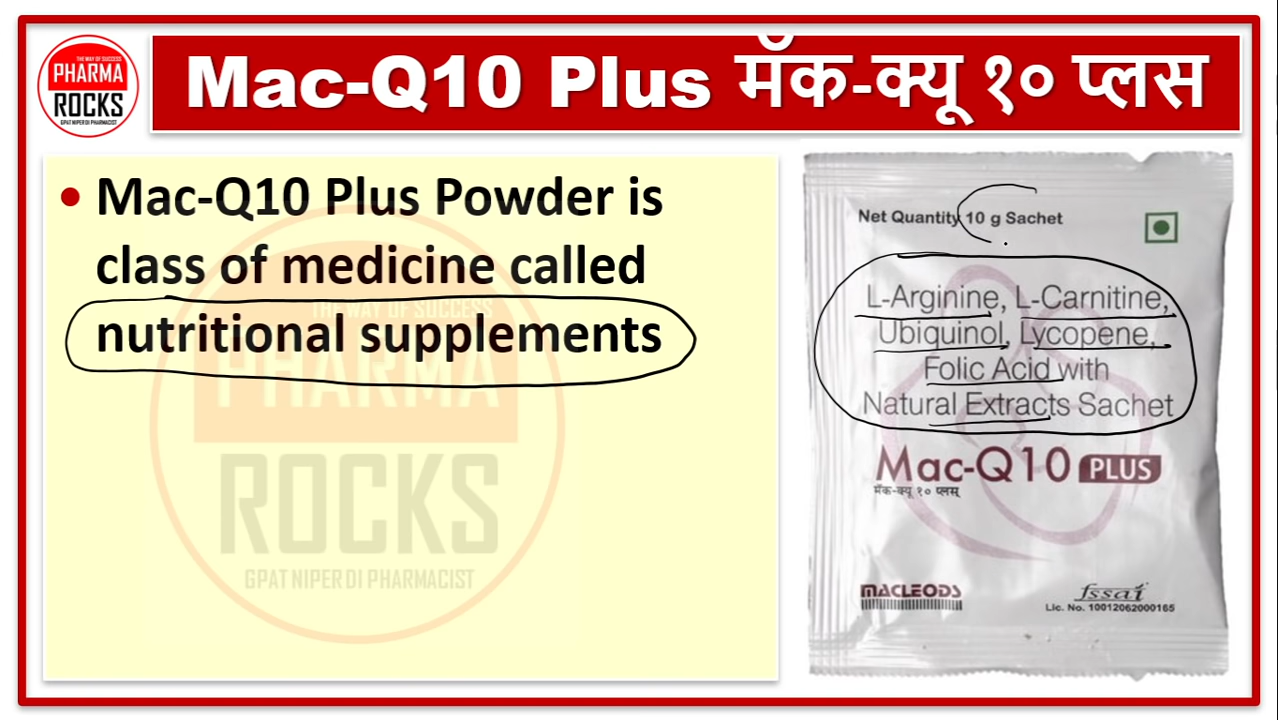 THE WAY OF SUCCESS
PHARMA
ROCKS
GPAT NIPER DI PHARMACIST
Mac-Q10 Plus मॅक-क्यू १० प्लस
• Mac-Q10 Plus Powder is
class of medicine called
nutritional supplements
THE WAY OF SUCCESS
PHARMA
ROCKS
GPAT NIPER DI PHARMACIST
Net Quantity 10 g Sachet
L-Arginine, L-Carnitine,
Ubiquinol, Lycopene,
Folic Acid with
Natural Extracts Sachet
Mac-Q10 PLUS
मॅक-क्यू १० प्लस्
MACLEODS
fssai
Lic. No. 10012062000165